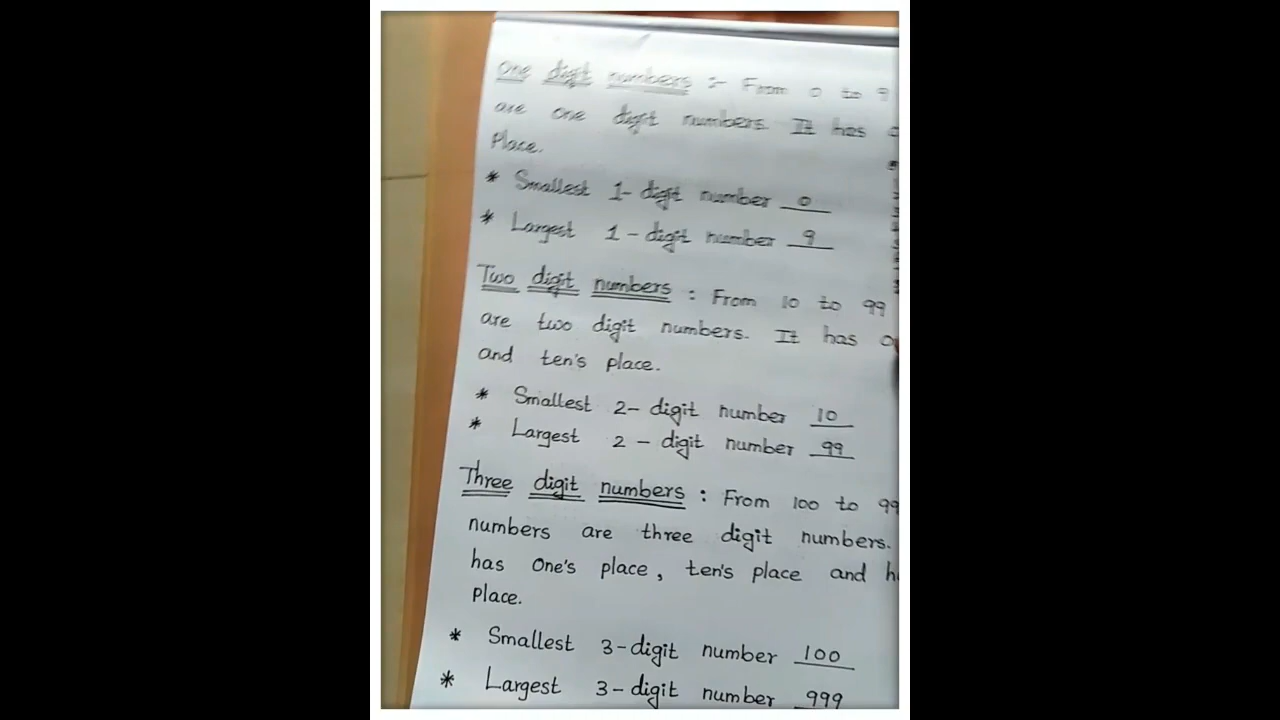 One digit numbers :- From 0 to 9
are one digit numbers. It has
Place.
* Smallest 1- digit number 0
* Largest 1 - digit number 9
Two digit numbers : From 10 to 99
are two digit numbers. It has
and ten's place.
* Smallest 2- digit number 10
* Largest 2 - digit number 99
Three digit numbers : From 100 to 99
numbers are three digit numbers.
has One's place, ten's place and
Place.
* Smallest 3-digit number 100
* Largest 3-digit number 999